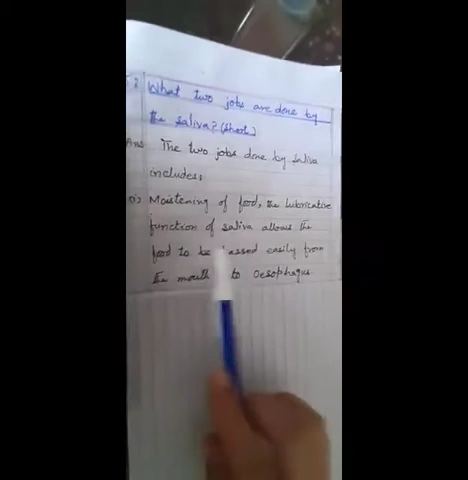 What two jobs are done by
the saliva? (Short)
Ans The two jobs done by saliva
includes,
(i) Moistening of food, the lubricative
function of saliva allows the
food to be passed easily from
the mouth to oesophagus.